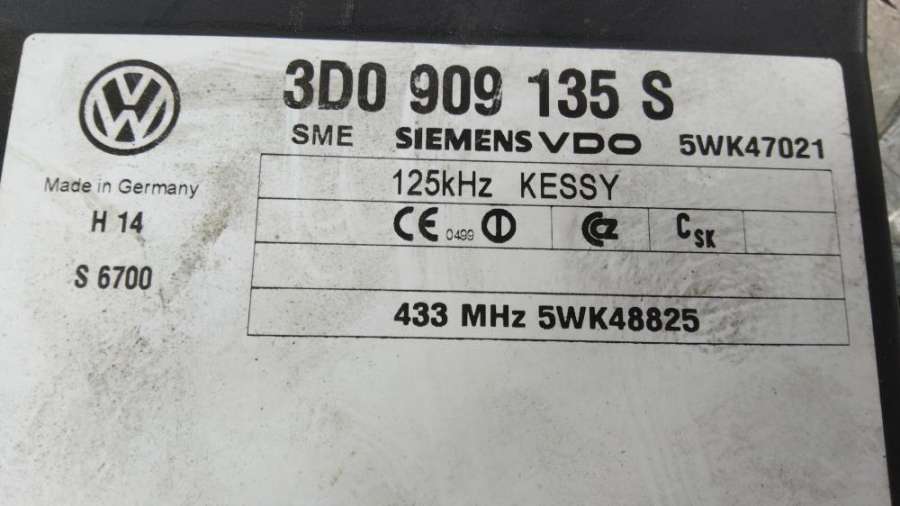 3D0 909 135 S
SME SIEMENS VDO 5WK47021
Made in Germany
125kHz KESSY
H 14
CE 0499
C SK
S 6700
433 MHz 5WK48825